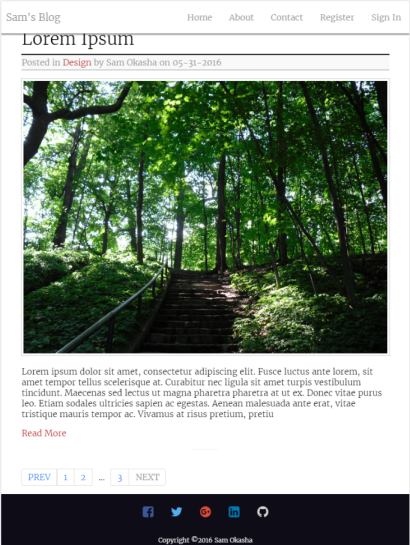 Sam's Blog Home About Contact Register Sign In
Lorem Ipsum
Posted in Design by Sam Okasha on 05-31-2016
Lorem ipsum dolor sit amet, consectetur adipiscing elit. Fusce luctus ante lorem, sit
amet tempor tellus scelerisque at. Curabitur nec ligula sit amet turpis vestibulum
tincidunt. Maecenas sed lectus ut magna pharetra pharetra at ut ex. Donec vitae purus
leo. Etiam sodales ultricies sapien ac egestas. Aenean malesuada ante erat, vitae
tristique mauris tempor ac. Vivamus at risus pretium, pretiu
Read More
PREV 1 2 ... 3 NEXT
Copyright ©2016 Sam Okasha